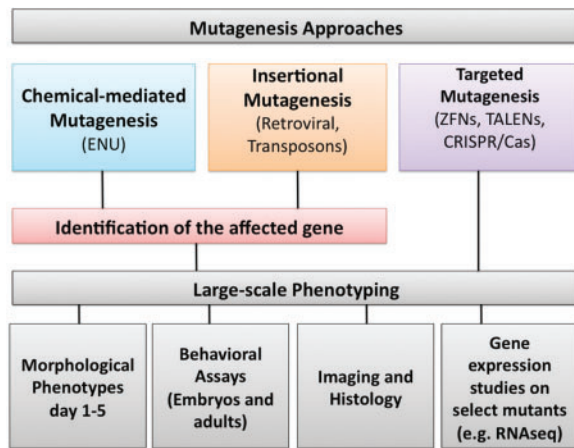 Mutagenesis Approaches
Chemical-mediated
Mutagenesis
(ENU)
Insertional
Mutagenesis
(Retroviral,
Transposons)
Targeted
Mutagenesis
(ZFNs, TALENs,
CRISPR/Cas)
Identification of the affected gene
Large-scale Phenotyping
Morphological
Phenotypes
day 1-5
Behavioral
Assays
(Embryos and
adults)
Imaging and
Histology
Gene
expression
studies on
select mutants
(e.g. RNAseq)